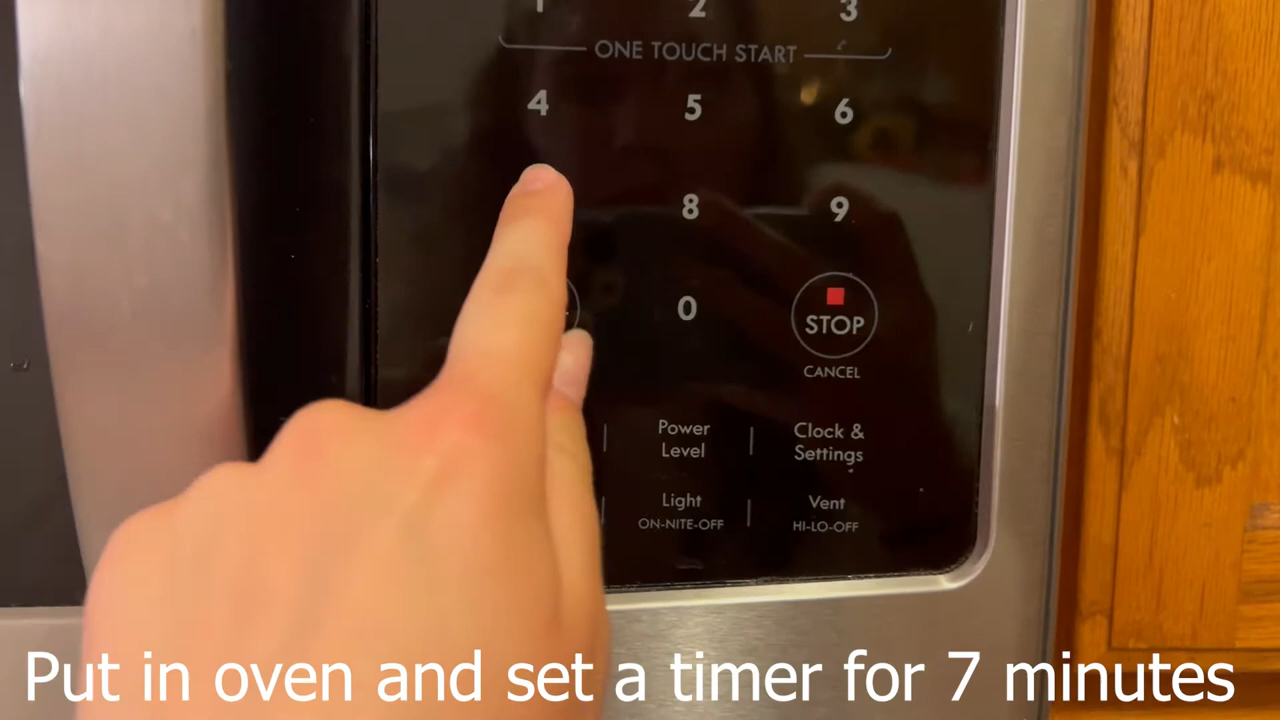 1 2 3
ONE TOUCH START
4 5 6
8 9
0 STOP
CANCEL
Power Level
Clock & Settings
Light
ON-NITE-OFF
Vent
HI-LO-OFF
Put in oven and set a timer for 7 minutes